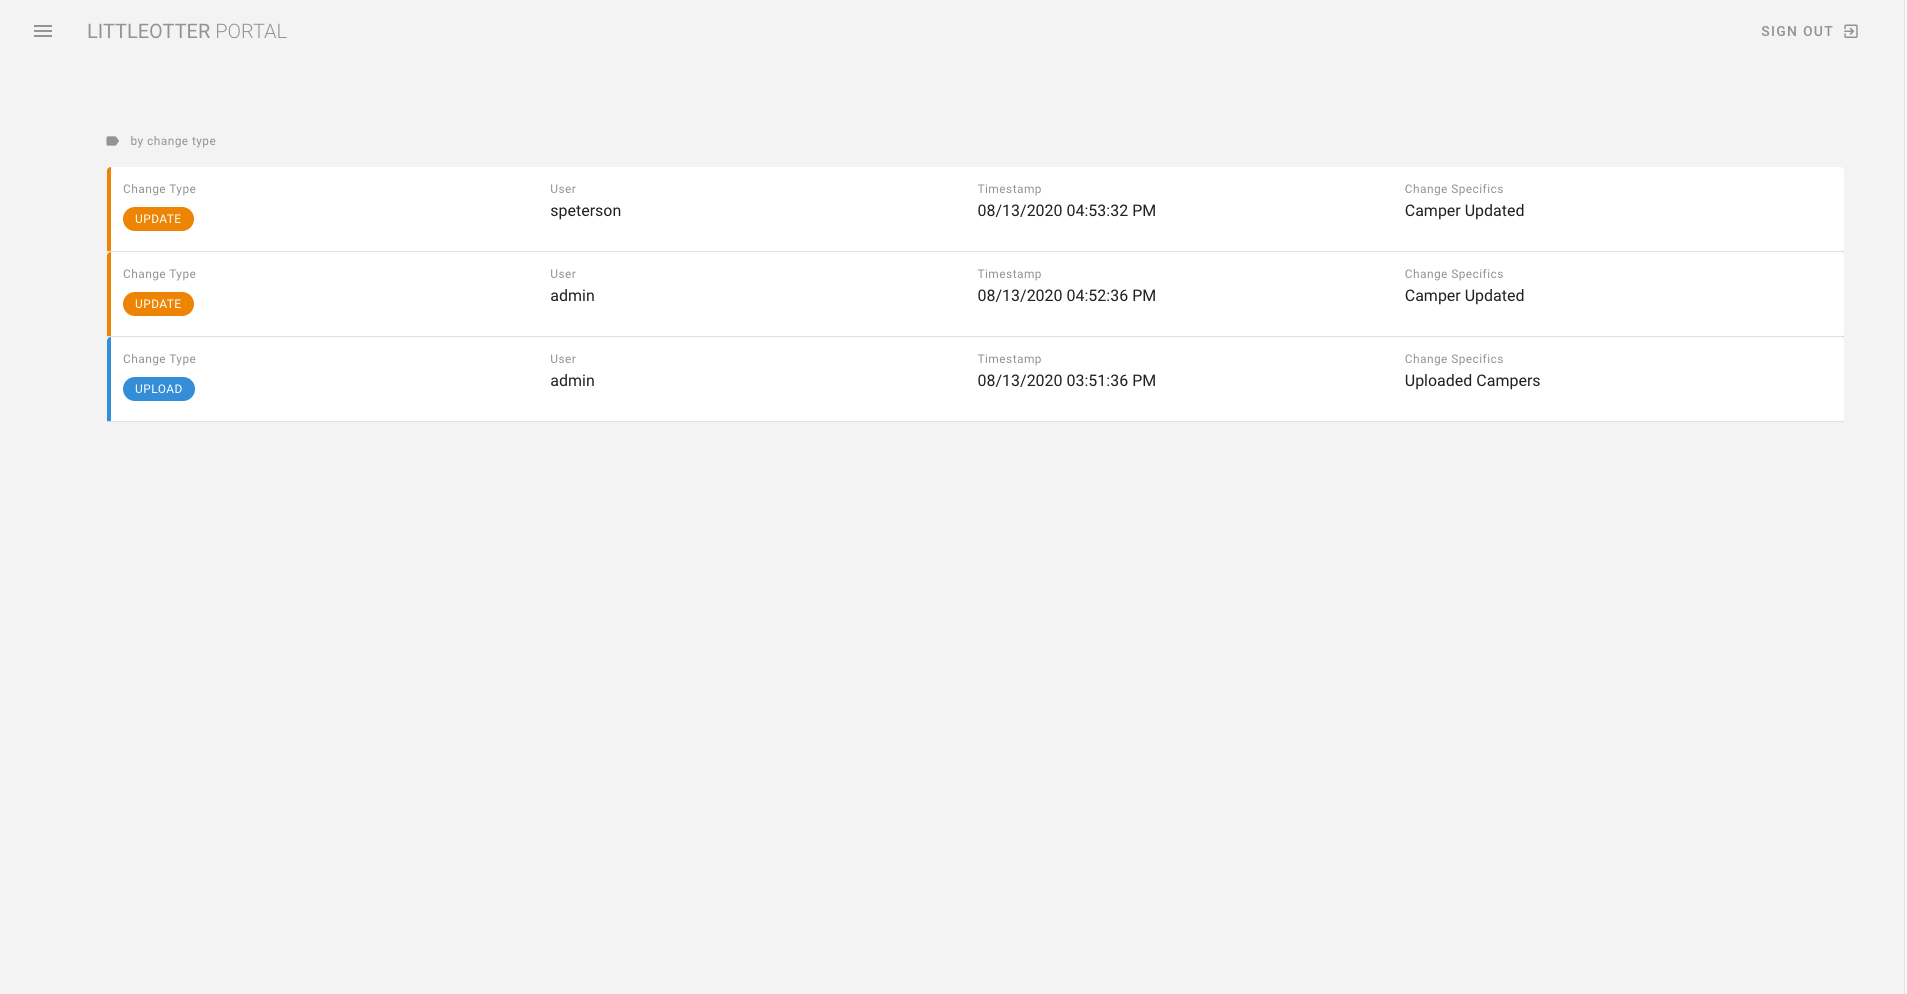 LITTLEOTTER PORTAL
SIGN OUT
by change type
Change Type User Timestamp Change Specifics
UPDATE speterson 08/13/2020 04:53:32 PM Camper Updated
Change Type User Timestamp Change Specifics
UPDATE admin 08/13/2020 04:52:36 PM Camper Updated
Change Type User Timestamp Change Specifics
UPLOAD admin 08/13/2020 03:51:36 PM Uploaded Campers